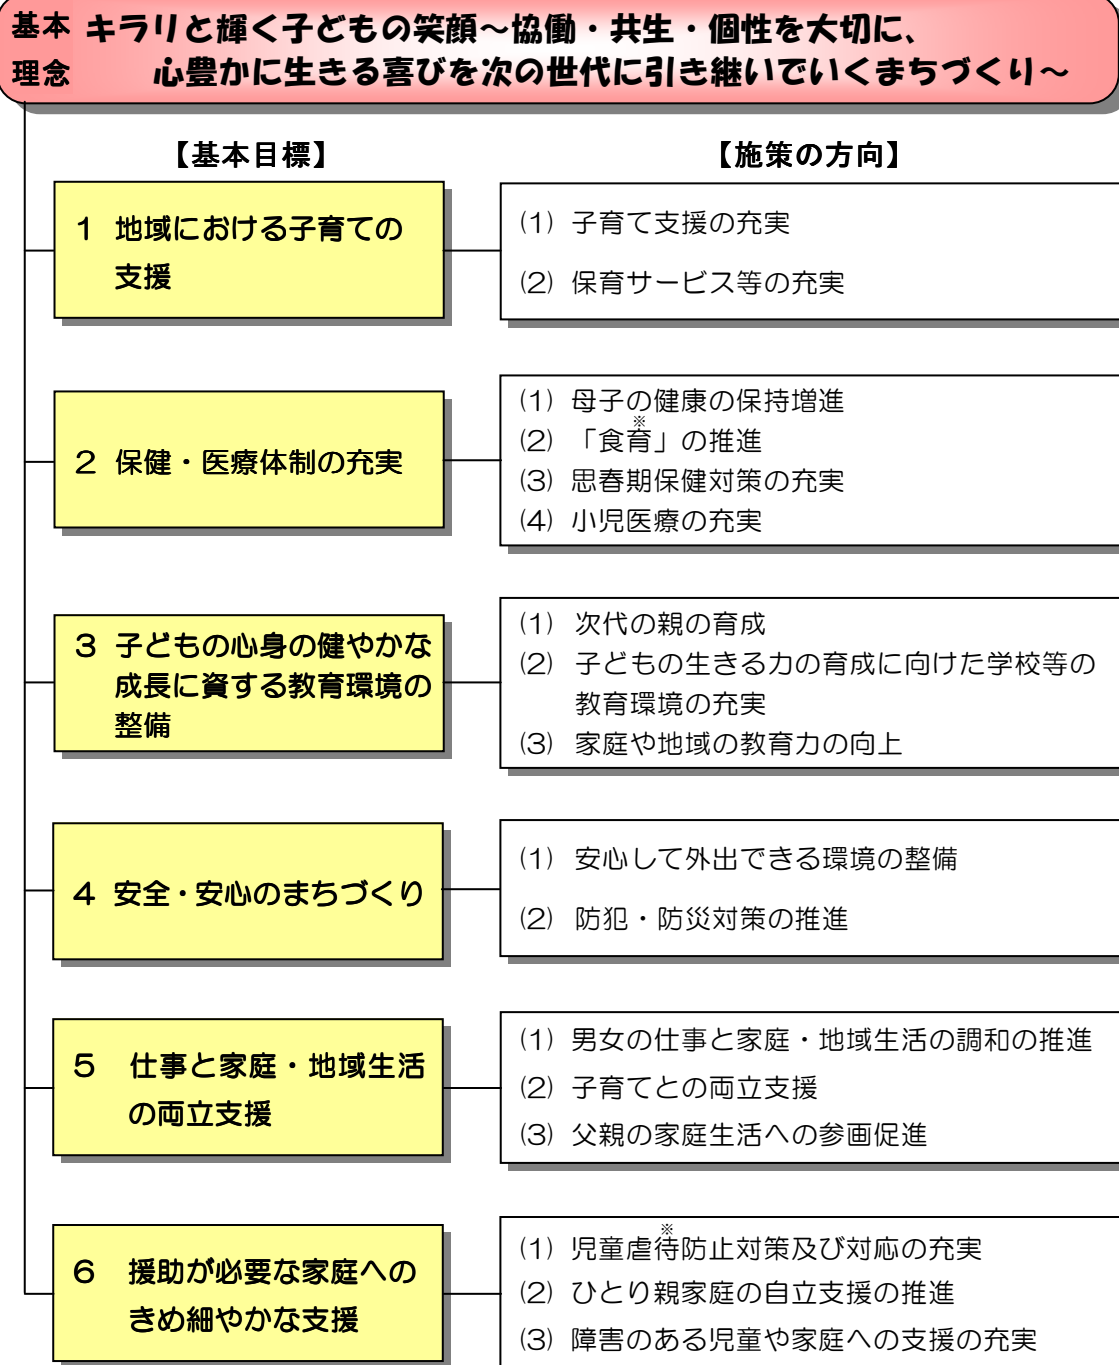 基本 キラリと輝く子どもの笑顔～協働・共生・個性を大切に、
理念 心豊かに生きる喜びを次の世代に引き継いでいくまちづくり～
【基本目標】 【施策の方向】
1 地域における子育ての
支援
(1) 子育て支援の充実
(2) 保育サービス等の充実
2 保健・医療体制の充実
(1) 母子の健康の保持増進
※
(2) 「食育」の推進
(3) 思春期保健対策の充実
(4) 小児医療の充実
3 子どもの心身の健やかな
成長に資する教育環境の
整備
(1) 次代の親の育成
(2) 子どもの生きる力の育成に向けた学校等の
教育環境の充実
(3) 家庭や地域の教育力の向上
4 安全・安心のまちづくり
(1) 安心して外出できる環境の整備
(2) 防犯・防災対策の推進
5 仕事と家庭・地域生活
の両立支援
(1) 男女の仕事と家庭・地域生活の調和の推進
(2) 子育てとの両立支援
(3) 父親の家庭生活への参画促進
6 援助が必要な家庭への
きめ細やかな支援
※
(1) 児童虐待防止対策及び対応の充実
(2) ひとり親家庭の自立支援の推進
(3) 障害のある児童や家庭への支援の充実